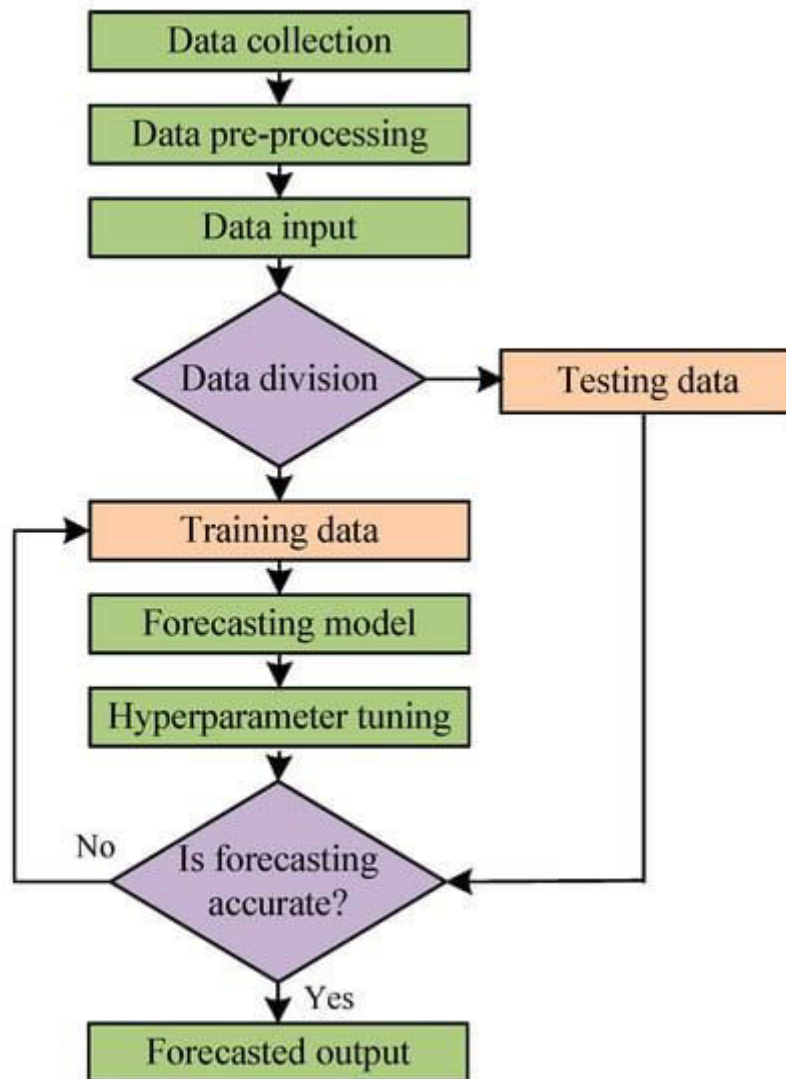 Data collection
Data pre-processing
Data input
Data division
Testing data
Training data
Forecasting model
Hyperparameter tuning
No
Is forecasting
accurate?
Yes
Forecasted output